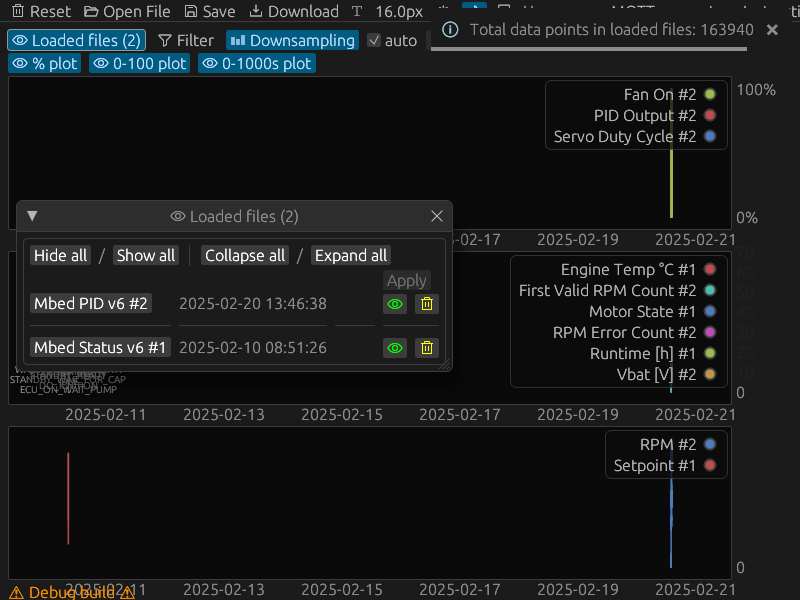 Reset Open File Save Download T 16.0px
Total data points in loaded files: 163940
Loaded files (2) Filter Downsampling auto
% plot 0-100 plot 0-1000s plot
100%
Fan On #2
PID Output #2
Servo Duty Cycle #2
0%
02-17 2025-02-19 2025-02-21
Loaded files (2)
Hide all / Show all Collapse all / Expand all
Apply
Mbed PID v6 #2 2025-02-20 13:46:38
Mbed Status v6 #1 2025-02-10 08:51:26
Engine Temp °C #1
First Valid RPM Count #2
Motor State #1
RPM Error Count #2
Runtime [h] #1
Vbat [V] #2
ECU_ON_WAIT_PUMP
0
2025-02-11 2025-02-13 2025-02-15 2025-02-17 2025-02-19 2025-02-21
RPM #2
Setpoint #1
0
2025-02-11 2025-02-13 2025-02-15 2025-02-17 2025-02-19 2025-02-21
Debug build